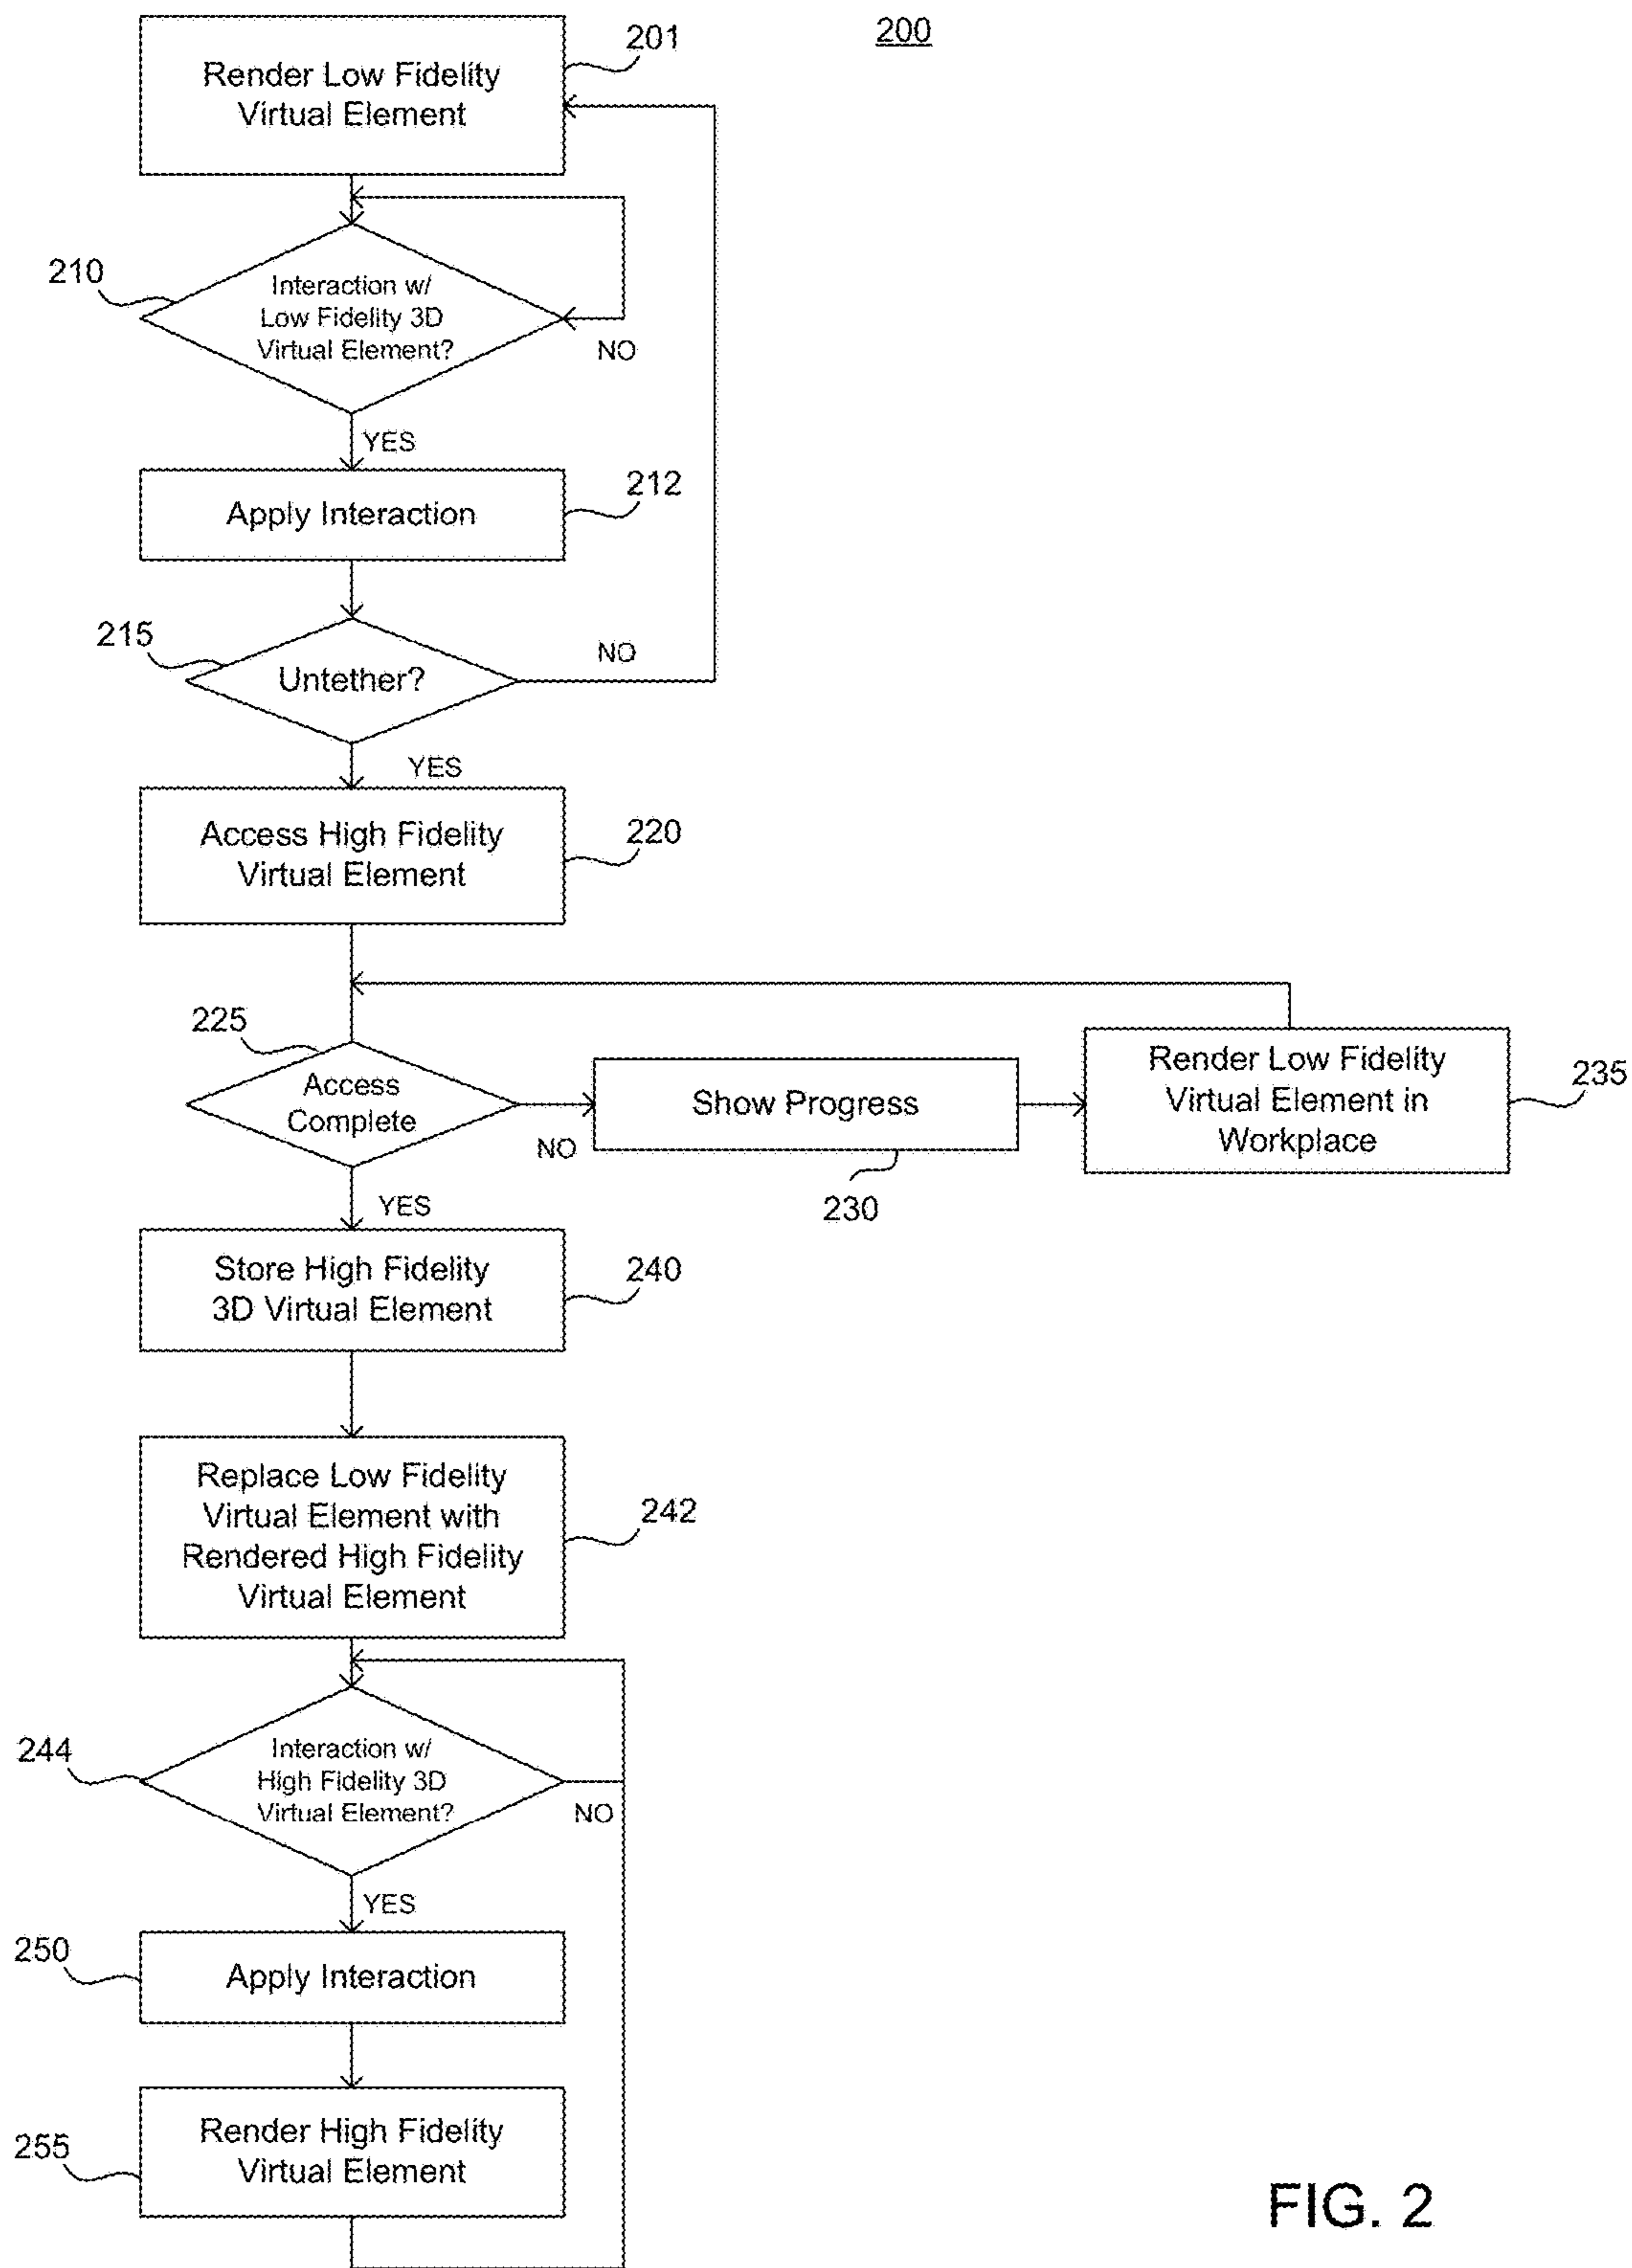 200
201
Render Low Fidelity
Virtual Element
210
Interaction w/
Low Fidelity 3D
Virtual Element?
NO
YES
212
Apply Interaction
215
Untether?
NO
YES
220
Access High Fidelity
Virtual Element
225
Access
Complete
NO
Show Progress
230
Render Low Fidelity
Virtual Element in
Workplace
235
YES
240
Store High Fidelity
3D Virtual Element
Replace Low Fidelity
Virtual Element with
Rendered High Fidelity
Virtual Element
242
244
Interaction w/
High Fidelity 3D
Virtual Element?
NO
YES
250
Apply Interaction
255
Render High Fidelity
Virtual Element
FIG. 2